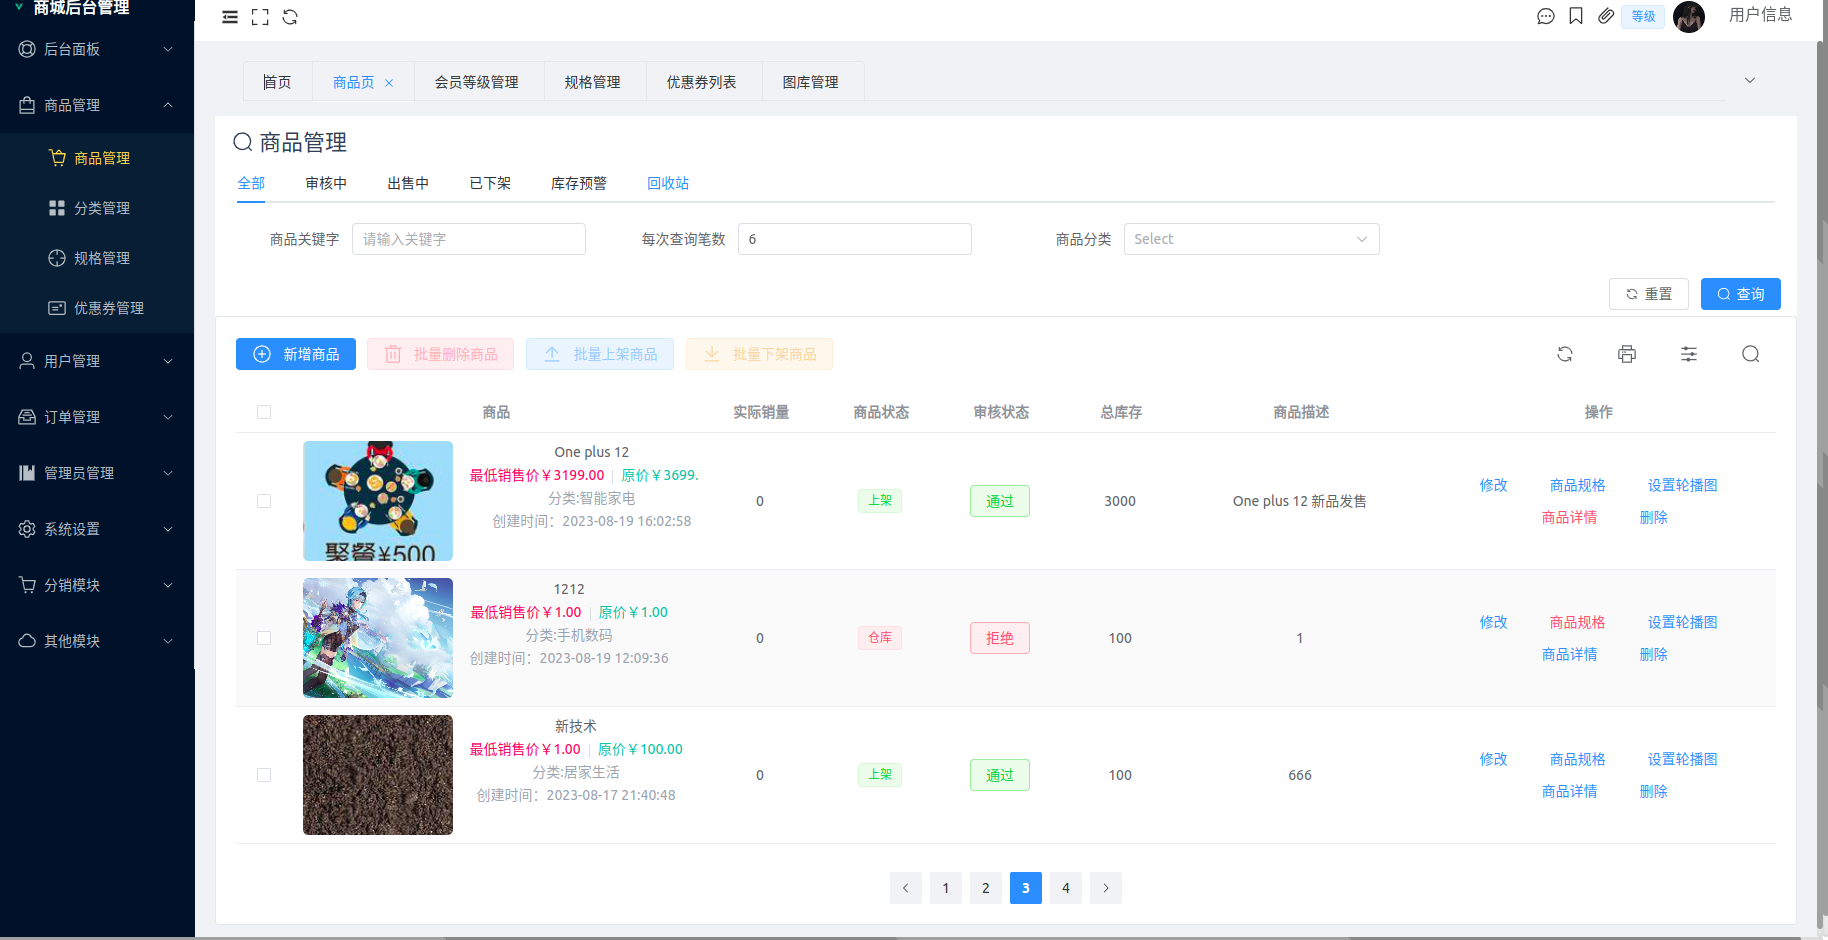 商城后台管理
后台面板
商品管理
商品管理
分类管理
规格管理
优惠券管理
用户管理
订单管理
管理员管理
系统设置
分销模块
其他模块
等级
用户信息
首页
商品页
会员等级管理
规格管理
优惠券列表
图库管理
商品管理
全部
审核中
出售中
已下架
库存预警
回收站
商品关键字
请输入关键字
每次查询笔数
6
商品分类
Select
重置
查询
新增商品
批量删除商品
批量上架商品
批量下架商品
商品
实际销量
商品状态
审核状态
总库存
商品描述
操作
聚餐¥500
One plus 12
最低销售价￥3199.00
原价￥3699.
分类:智能家电
创建时间：2023-08-19 16:02:58
0
上架
通过
3000
One plus 12 新品发售
修改
商品规格
设置轮播图
商品详情
删除
1212
最低销售价￥1.00
原价￥1.00
分类:手机数码
创建时间：2023-08-19 12:09:36
0
仓库
拒绝
100
1
修改
商品规格
设置轮播图
商品详情
删除
新技术
最低销售价￥1.00
原价￥100.00
分类:居家生活
创建时间：2023-08-17 21:40:48
0
上架
通过
100
666
修改
商品规格
设置轮播图
商品详情
删除
1
2
3
4